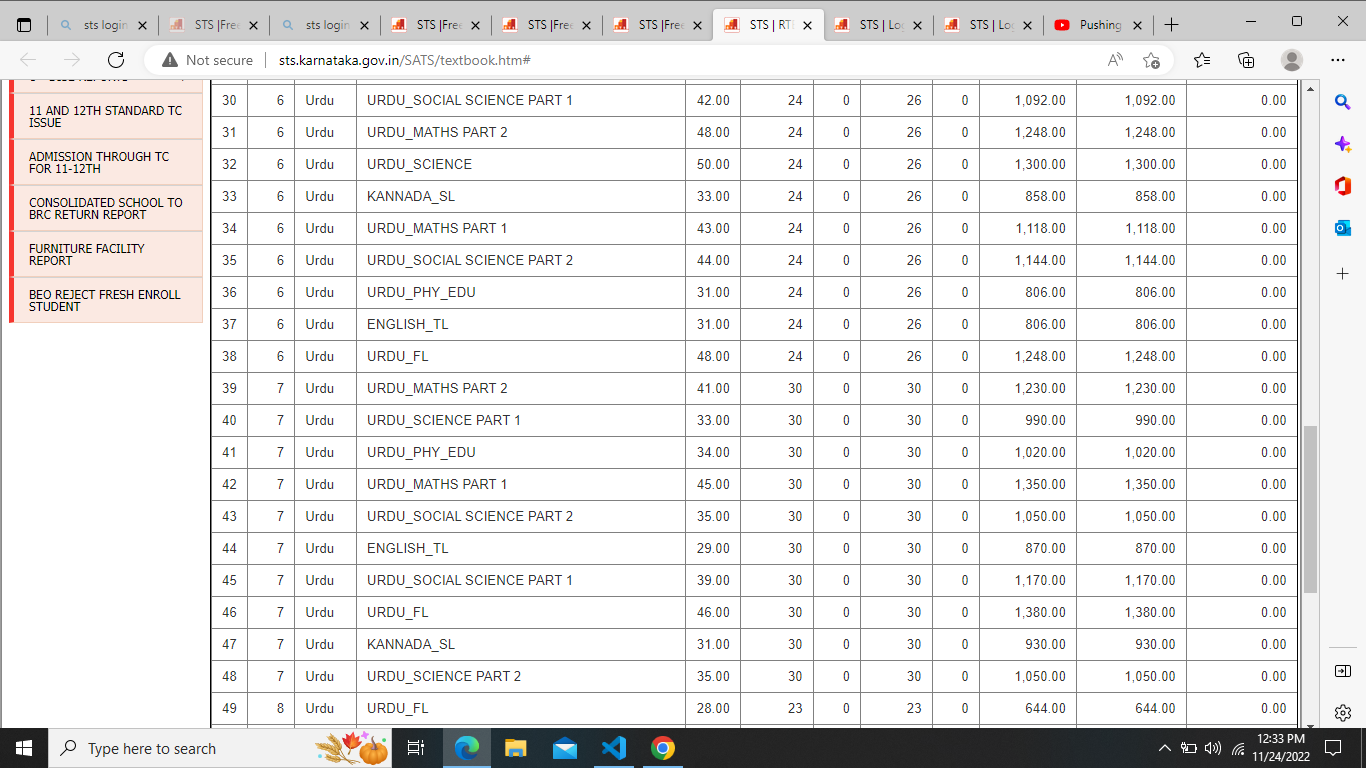 sts login
STS |Free
sts login
STS |Free
STS |Free
STS |Free
STS | RTE
STS | Log
STS | Log
Pushing
Not secure
sts.karnataka.gov.in/SATS/textbook.htm#
11 AND 12TH STANDARD TC
ISSUE
ADMISSION THROUGH TC
FOR 11-12TH
CONSOLIDATED SCHOOL TO
BRC RETURN REPORT
FURNITURE FACILITY
REPORT
BEO REJECT FRESH ENROLL
STUDENT
30 6 Urdu URDU_SOCIAL SCIENCE PART 1 42.00 24 0 26 0 1,092.00 1,092.00 0.00
31 6 Urdu URDU_MATHS PART 2 48.00 24 0 26 0 1,248.00 1,248.00 0.00
32 6 Urdu URDU_SCIENCE 50.00 24 0 26 0 1,300.00 1,300.00 0.00
33 6 Urdu KANNADA_SL 33.00 24 0 26 0 858.00 858.00 0.00
34 6 Urdu URDU_MATHS PART 1 43.00 24 0 26 0 1,118.00 1,118.00 0.00
35 6 Urdu URDU_SOCIAL SCIENCE PART 2 44.00 24 0 26 0 1,144.00 1,144.00 0.00
36 6 Urdu URDU_PHY_EDU 31.00 24 0 26 0 806.00 806.00 0.00
37 6 Urdu ENGLISH_TL 31.00 24 0 26 0 806.00 806.00 0.00
38 6 Urdu URDU_FL 48.00 24 0 26 0 1,248.00 1,248.00 0.00
39 7 Urdu URDU_MATHS PART 2 41.00 30 0 30 0 1,230.00 1,230.00 0.00
40 7 Urdu URDU_SCIENCE PART 1 33.00 30 0 30 0 990.00 990.00 0.00
41 7 Urdu URDU_PHY_EDU 34.00 30 0 30 0 1,020.00 1,020.00 0.00
42 7 Urdu URDU_MATHS PART 1 45.00 30 0 30 0 1,350.00 1,350.00 0.00
43 7 Urdu URDU_SOCIAL SCIENCE PART 2 35.00 30 0 30 0 1,050.00 1,050.00 0.00
44 7 Urdu ENGLISH_TL 29.00 30 0 30 0 870.00 870.00 0.00
45 7 Urdu URDU_SOCIAL SCIENCE PART 1 39.00 30 0 30 0 1,170.00 1,170.00 0.00
46 7 Urdu URDU_FL 46.00 30 0 30 0 1,380.00 1,380.00 0.00
47 7 Urdu KANNADA_SL 31.00 30 0 30 0 930.00 930.00 0.00
48 7 Urdu URDU_SCIENCE PART 2 35.00 30 0 30 0 1,050.00 1,050.00 0.00
49 8 Urdu URDU_FL 28.00 23 0 23 0 644.00 644.00 0.00
Type here to search
12:33 PM
11/24/2022